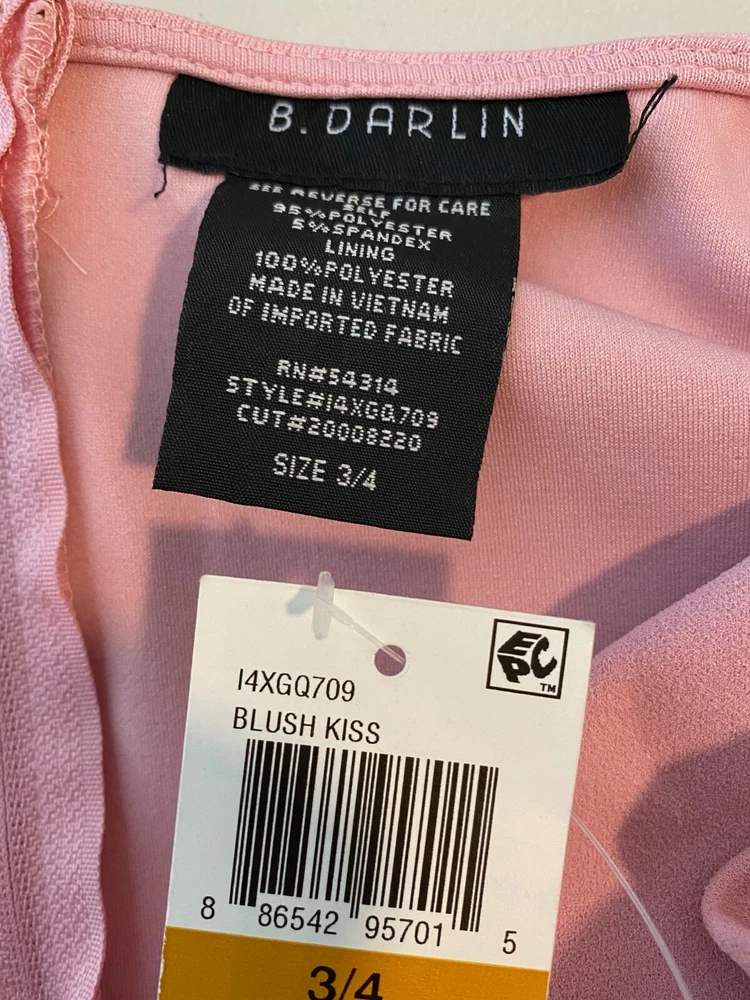 B.DARLIN
SEE REVERSE FOR CARE
SELF
95%POLYESTER
5%SPANDEX
LINING
100%POLYESTER
MADE IN VIETNAM
OF IMPORTED FABRIC
RN#54314
STYLE#I4XGQ709
CUT#20008220
SIZE 3/4
EPC
TM
I4XGQ709
BLUSH KISS
8 86542 95701 5
3/4